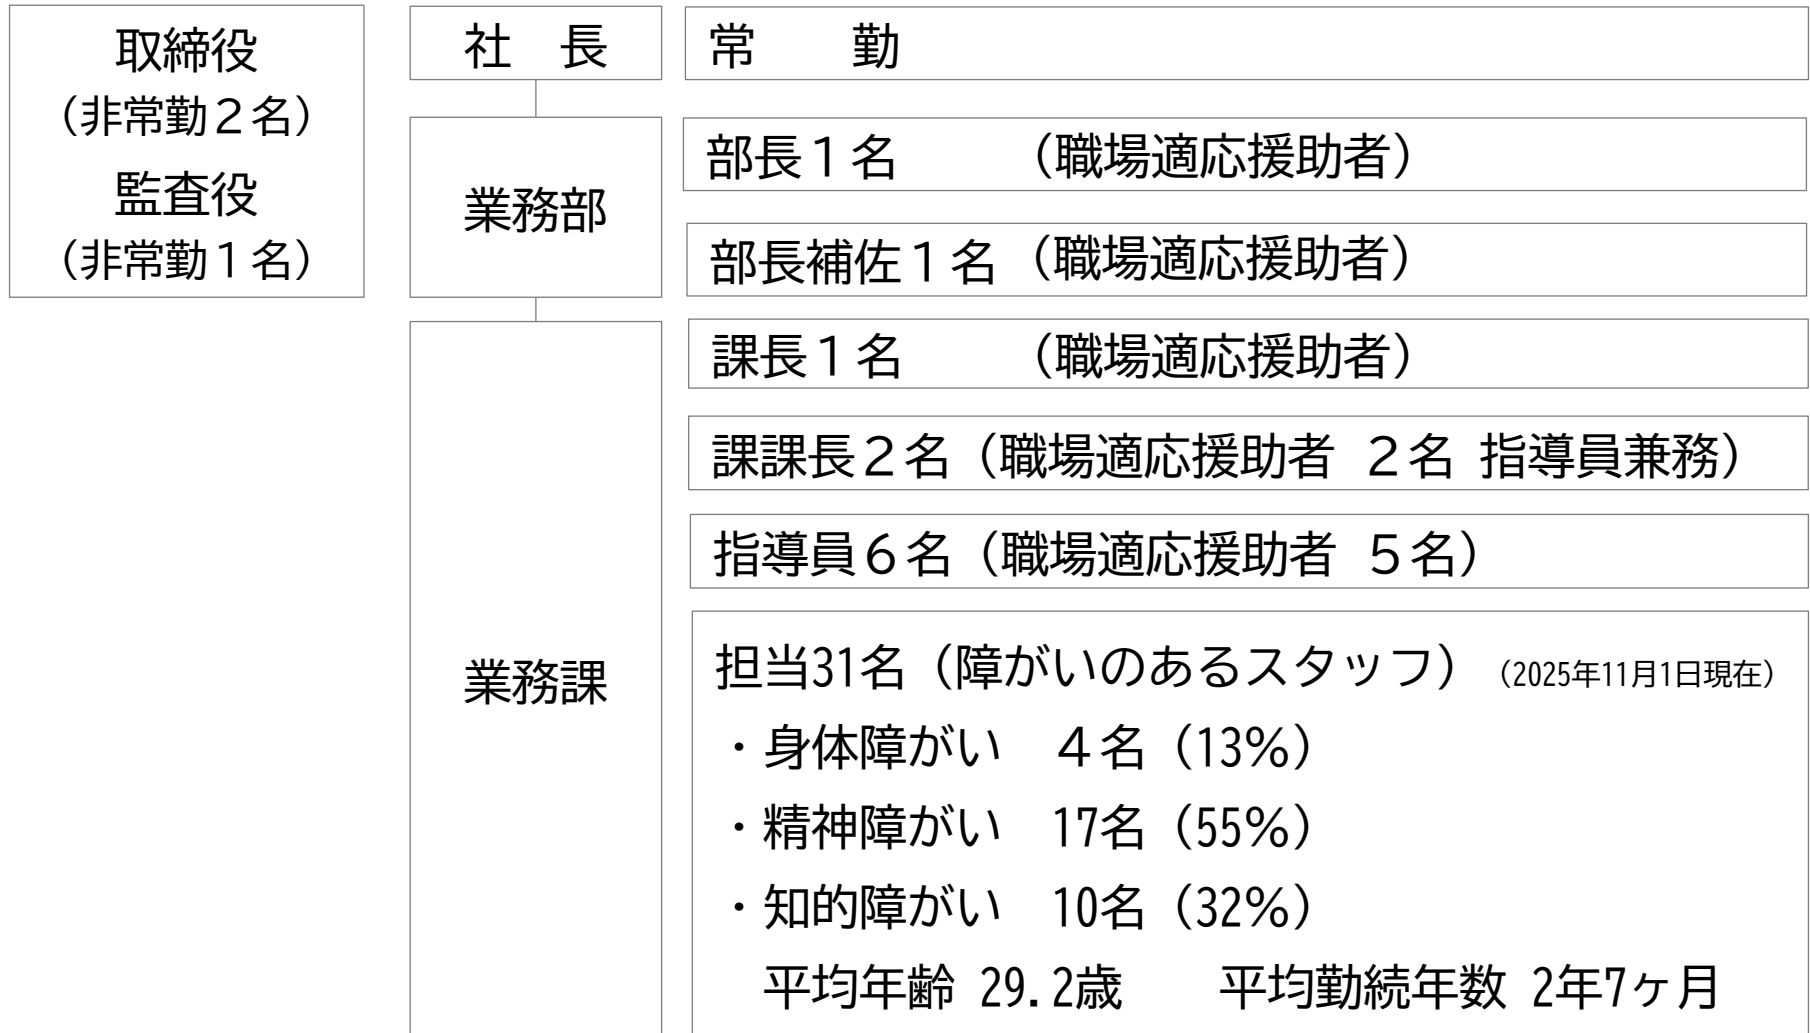 取締役
（非常勤２名）
監査役
（非常勤１名）
社　長
常　　勤
業務部
部長１名　　（職場適応援助者）
部長補佐１名（職場適応援助者）
業務課
課長１名　　（職場適応援助者）
課課長２名（職場適応援助者 ２名 指導員兼務）
指導員６名（職場適応援助者 ５名）
担当31名（障がいのあるスタッフ）（2025年11月1日現在）
・身体障がい　４名（13％）
・精神障がい　17名（55％）
・知的障がい　10名（32％）
平均年齢 29.2歳　　平均勤続年数 2年7ヶ月